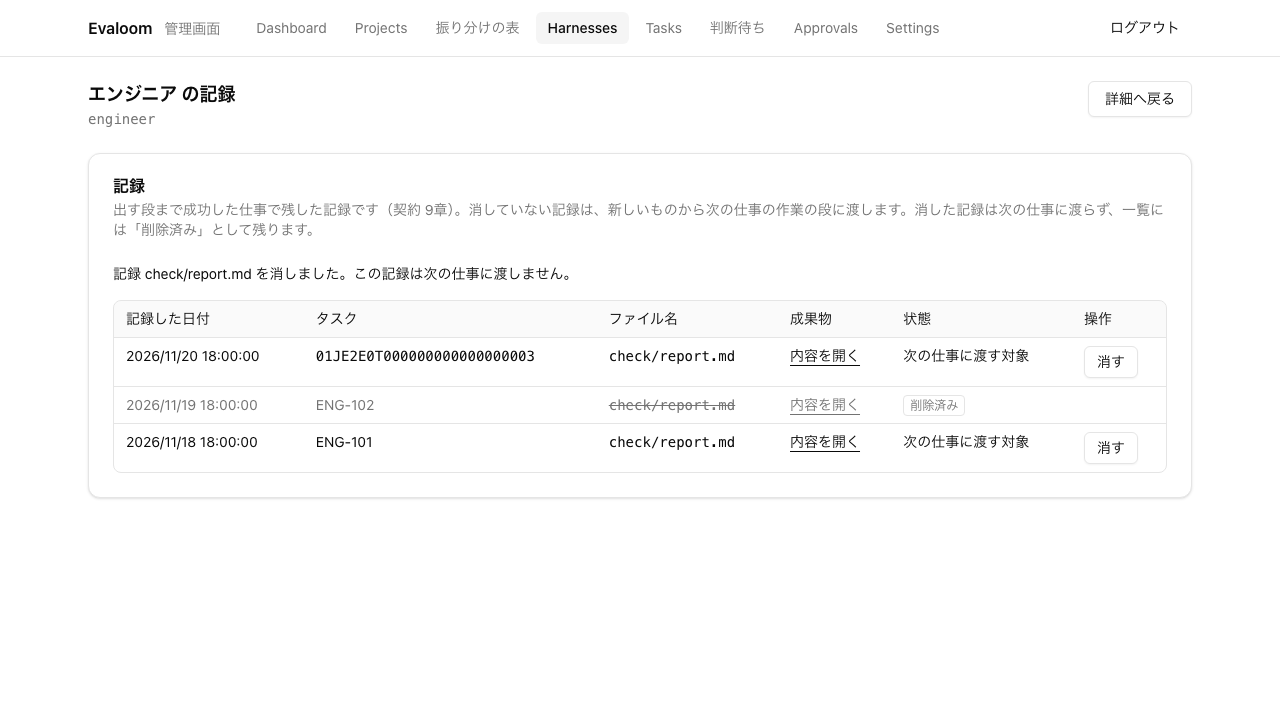 Evaloom 管理画面 Dashboard Projects 振り分けの表 Harnesses Tasks 判断待ち Approvals Settings ログアウト
エンジニア の記録
engineer
詳細へ戻る
記録
出す段まで成功した仕事で残した記録です（契約 9章）。消していない記録は、新しいものから次の仕事の作業の段に渡します。消した記録は次の仕事に渡らず、一覧に
は「削除済み」として残ります。
記録 check/report.md を消しました。この記録は次の仕事に渡しません。
記録した日付 タスク ファイル名 成果物 状態 操作
2026/11/20 18:00:00 01JE2E0T000000000000000003 check/report.md 内容を開く 次の仕事に渡す対象 消す
2026/11/19 18:00:00 ENG-102 check/report.md 内容を開く 削除済み
2026/11/18 18:00:00 ENG-101 check/report.md 内容を開く 次の仕事に渡す対象 消す